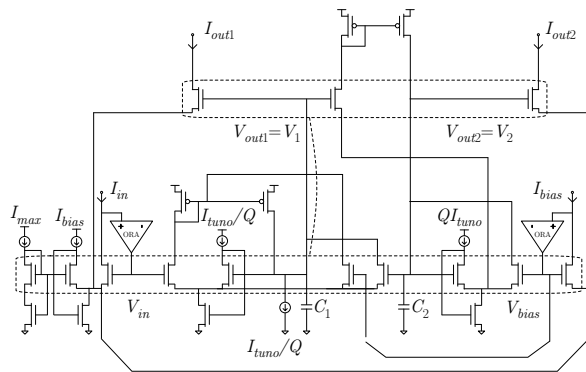 I_out1
I_out2
V_out1=V_1
V_out2=V_2
I_in
I_max
I_bias
I_tuno/Q
QI_tuno
I_bias
+ - ORA
- + ORA
V_in
C_1
C_2
V_bias
I_tuno/Q